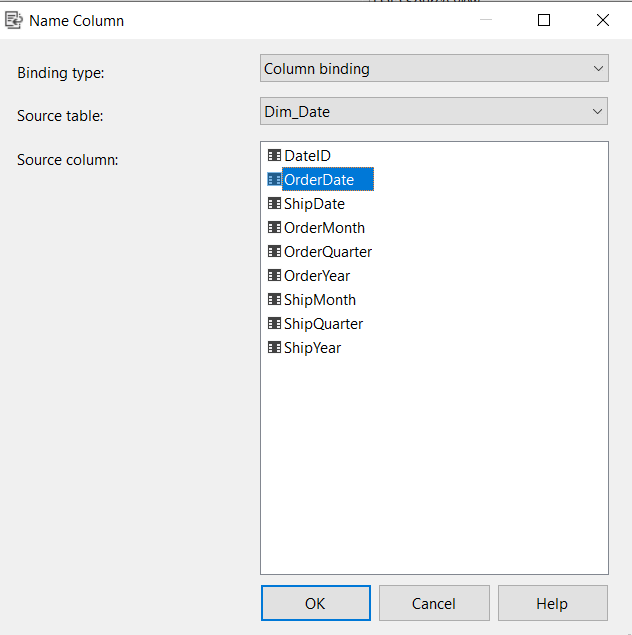 Name Column
Binding type:
Column binding
Source table:
Dim_Date
Source column:
DateID
OrderDate
ShipDate
OrderMonth
OrderQuarter
OrderYear
ShipMonth
ShipQuarter
ShipYear
OK
Cancel
Help